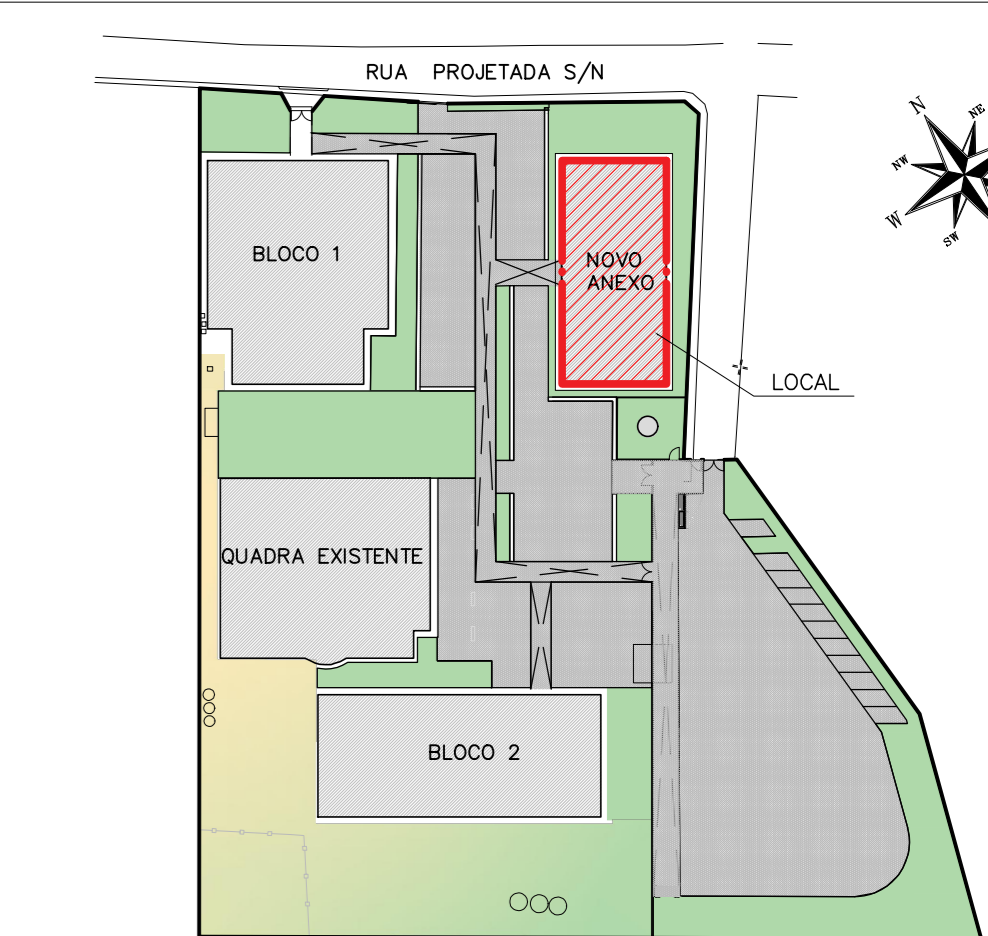 RUA PROJETADA S/N
N
NE
NW
W
SW
BLOCO 1
NOVO
ANEXO
LOCAL
QUADRA EXISTENTE
BLOCO 2